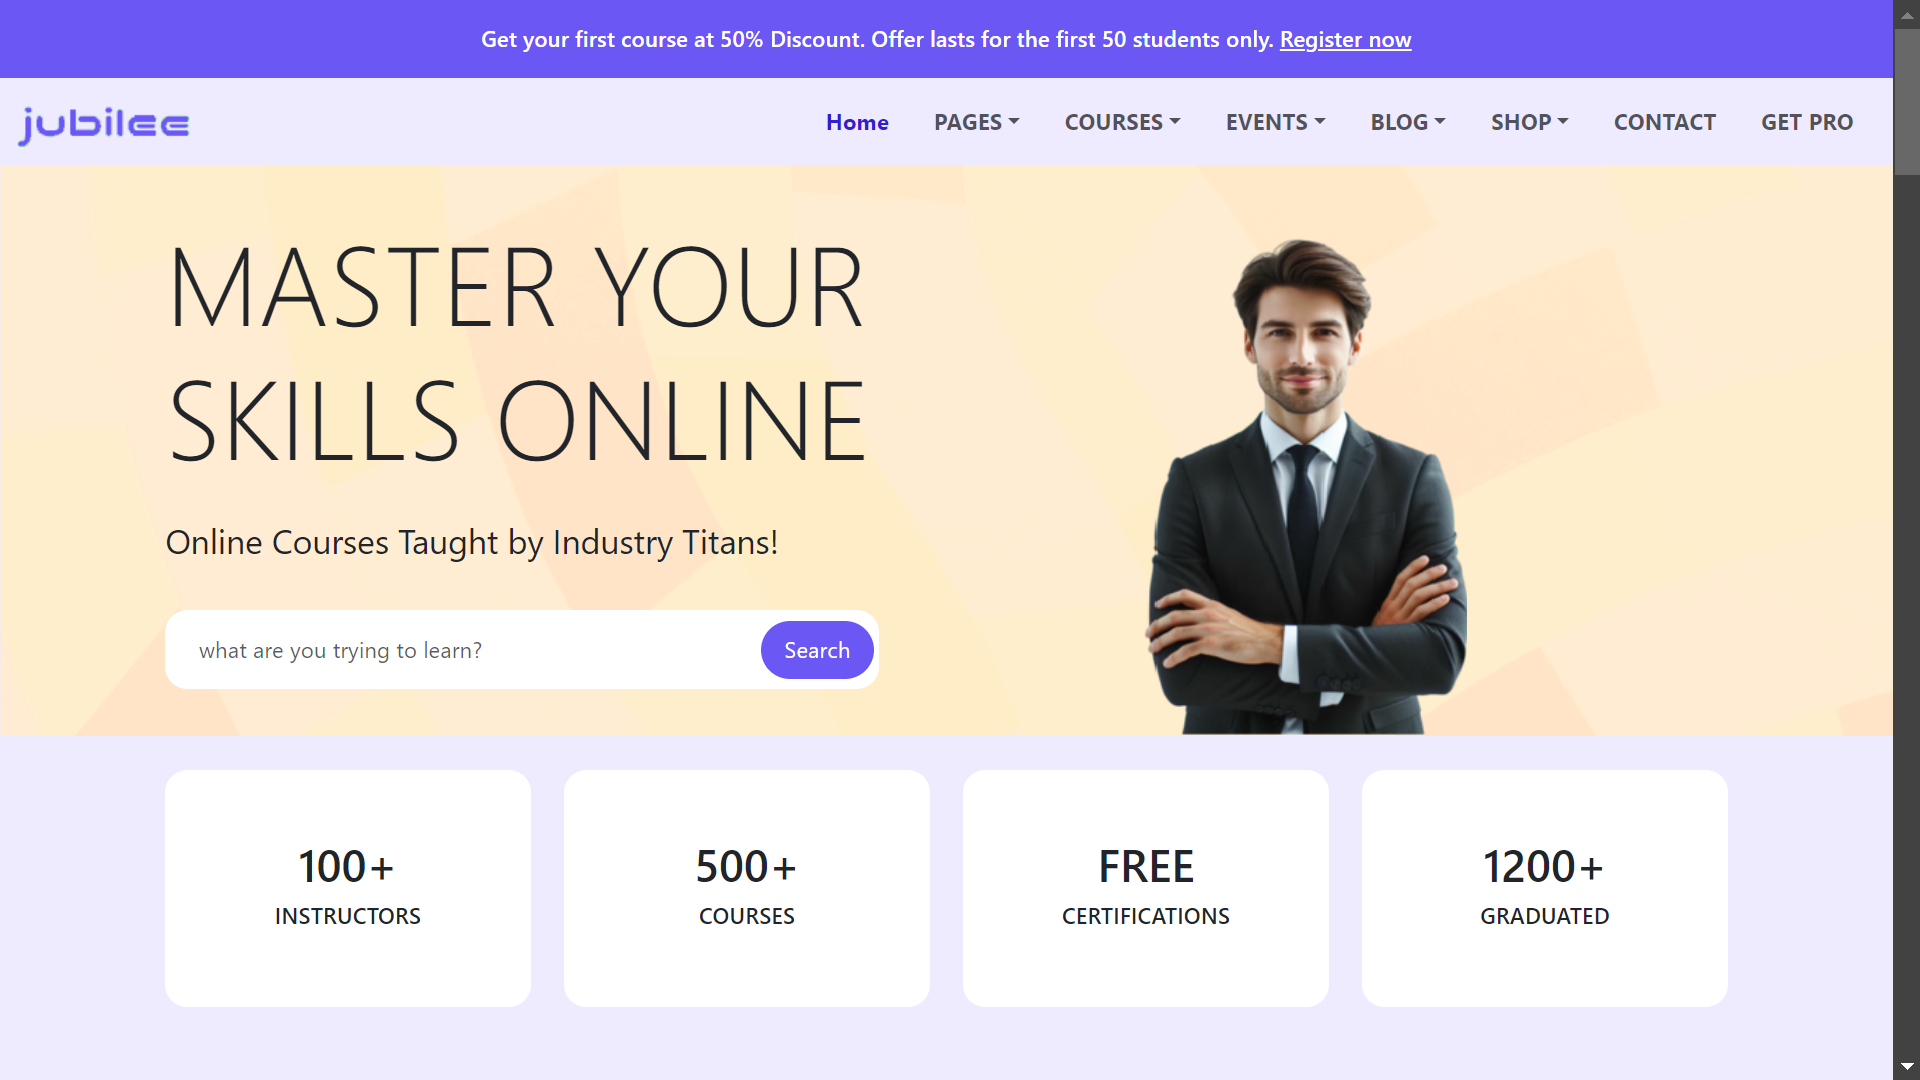 Get your first course at 50% Discount. Offer lasts for the first 50 students only. Register now
jubilee
Home PAGES COURSES EVENTS BLOG SHOP CONTACT GET PRO
MASTER YOUR
SKILLS ONLINE
Online Courses Taught by Industry Titans!
what are you trying to learn? Search
100+ 500+ FREE 1200+
INSTRUCTORS COURSES CERTIFICATIONS GRADUATED